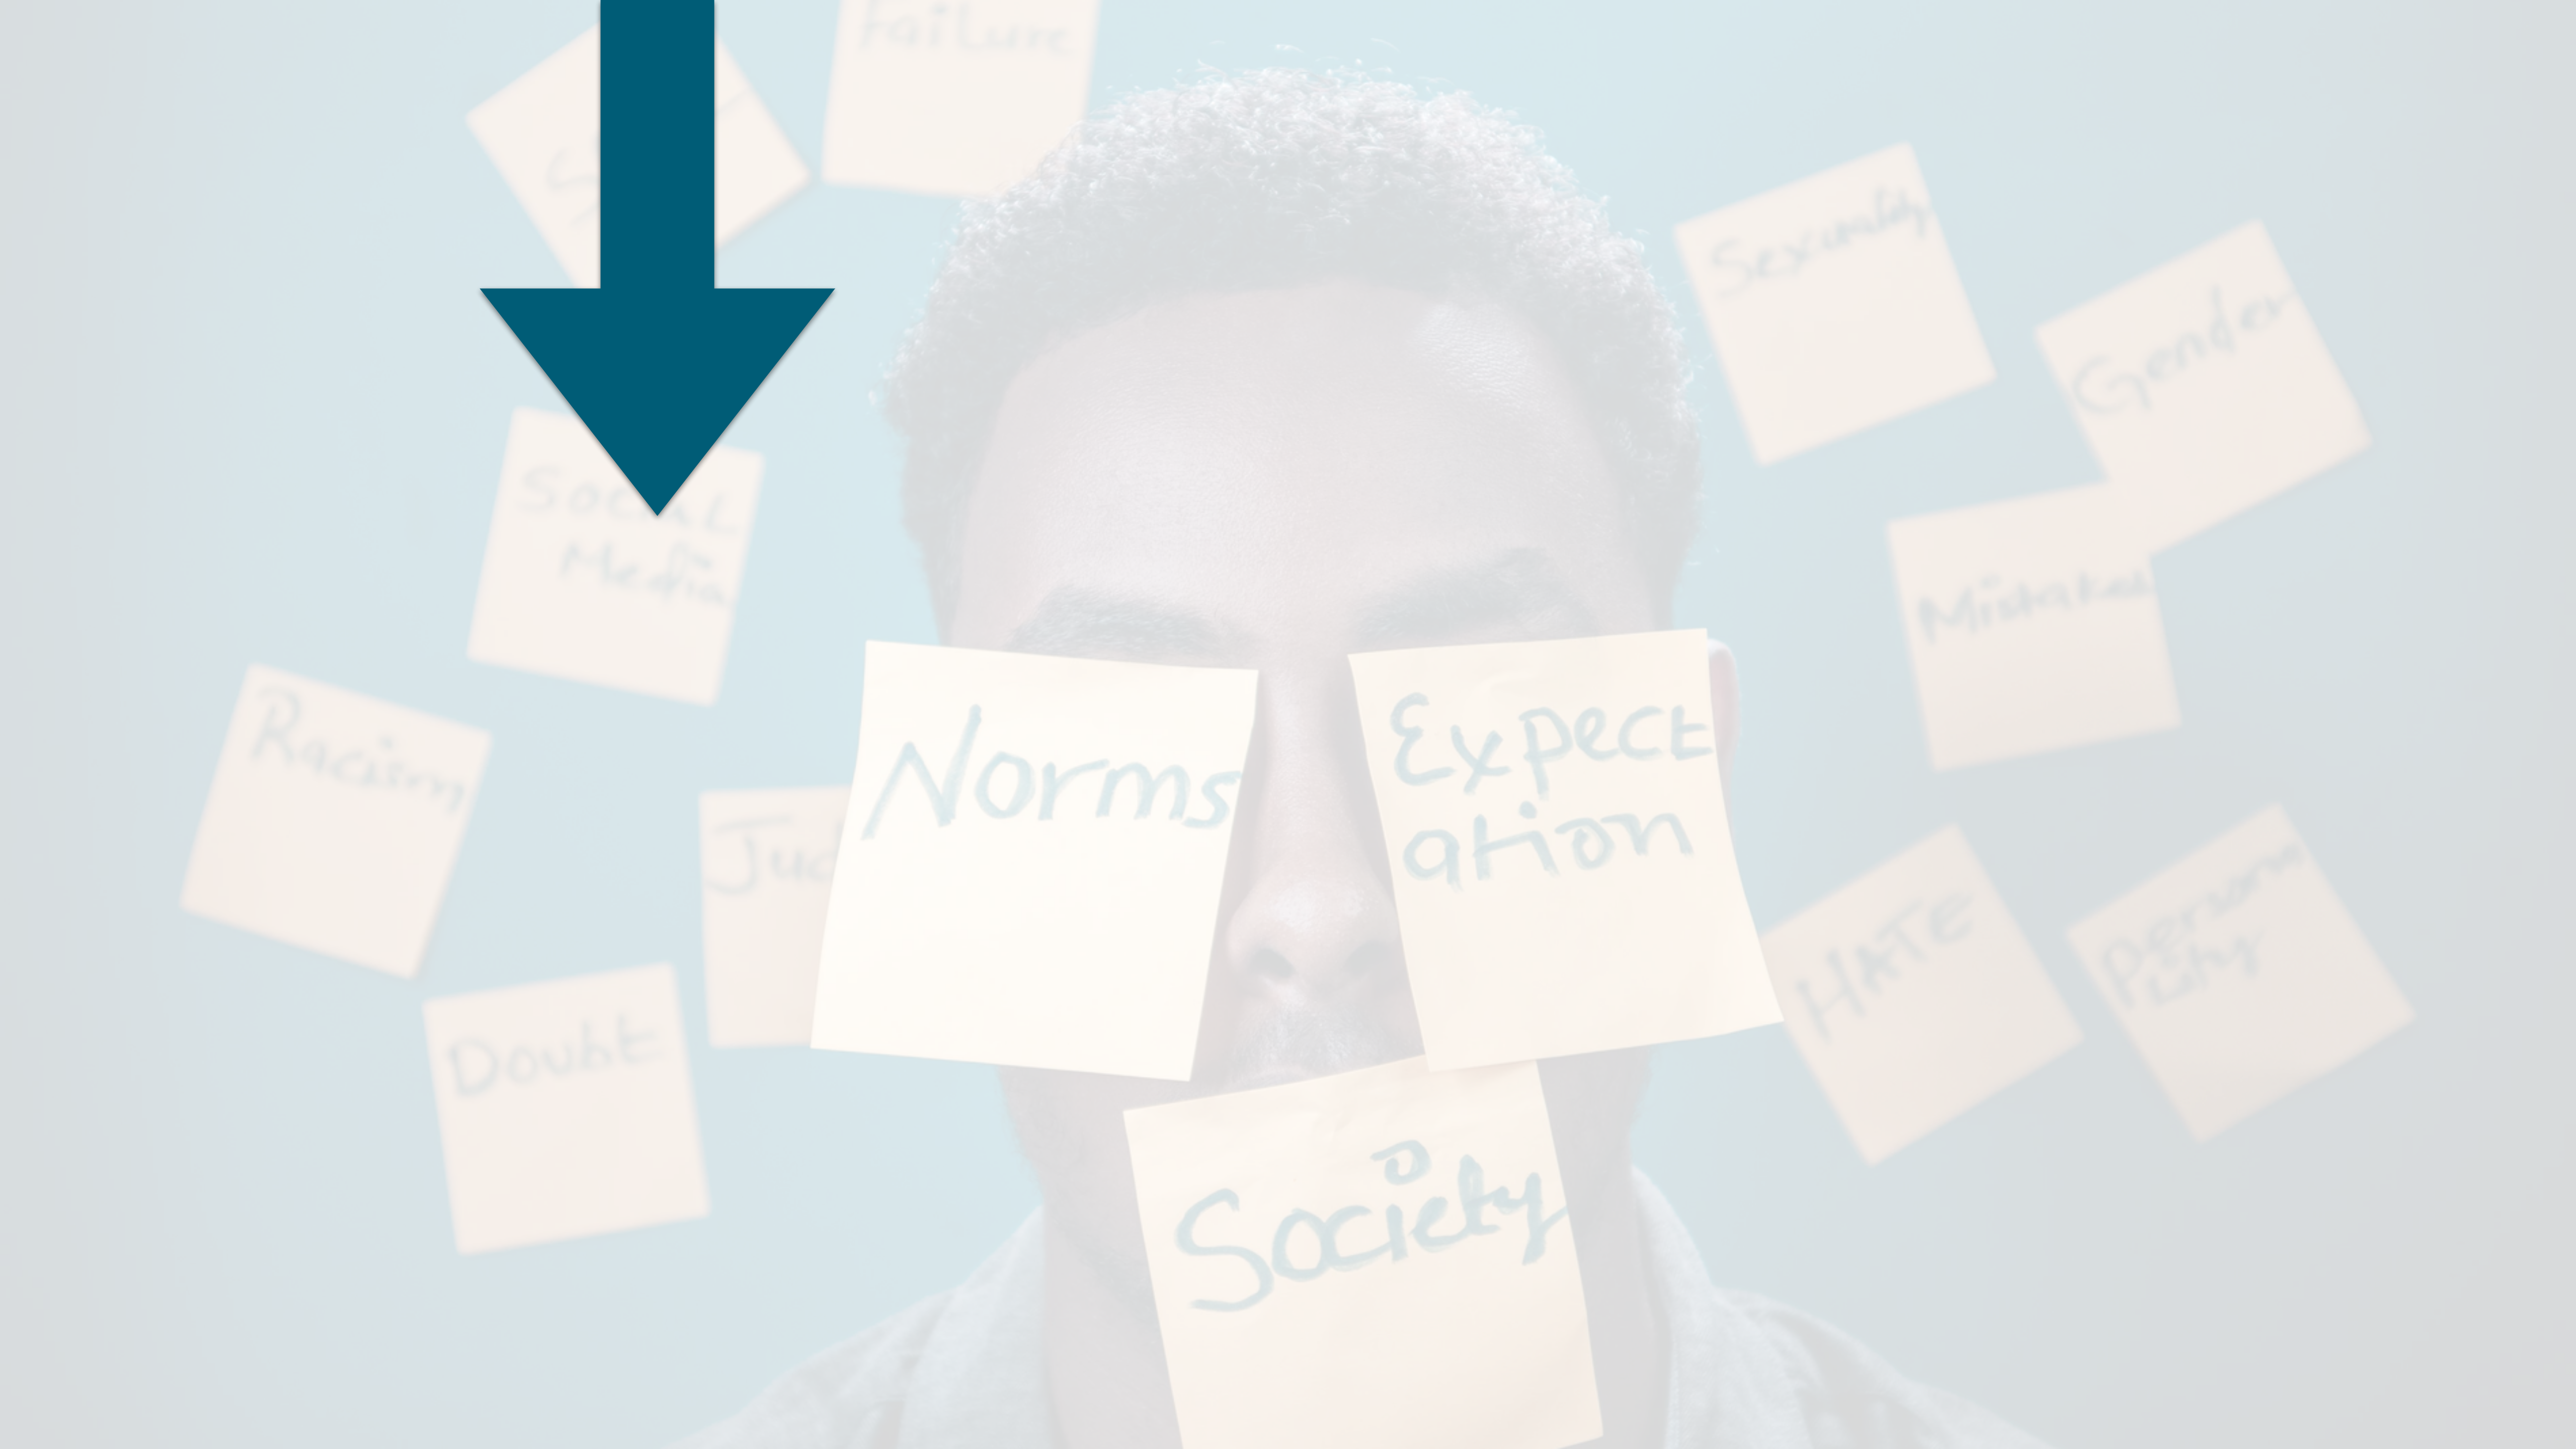 Failure
Sexuality
Gender
Social
Media
Mistakes
Racism
Norms
Expect
ation
Doubt
HATE
Society